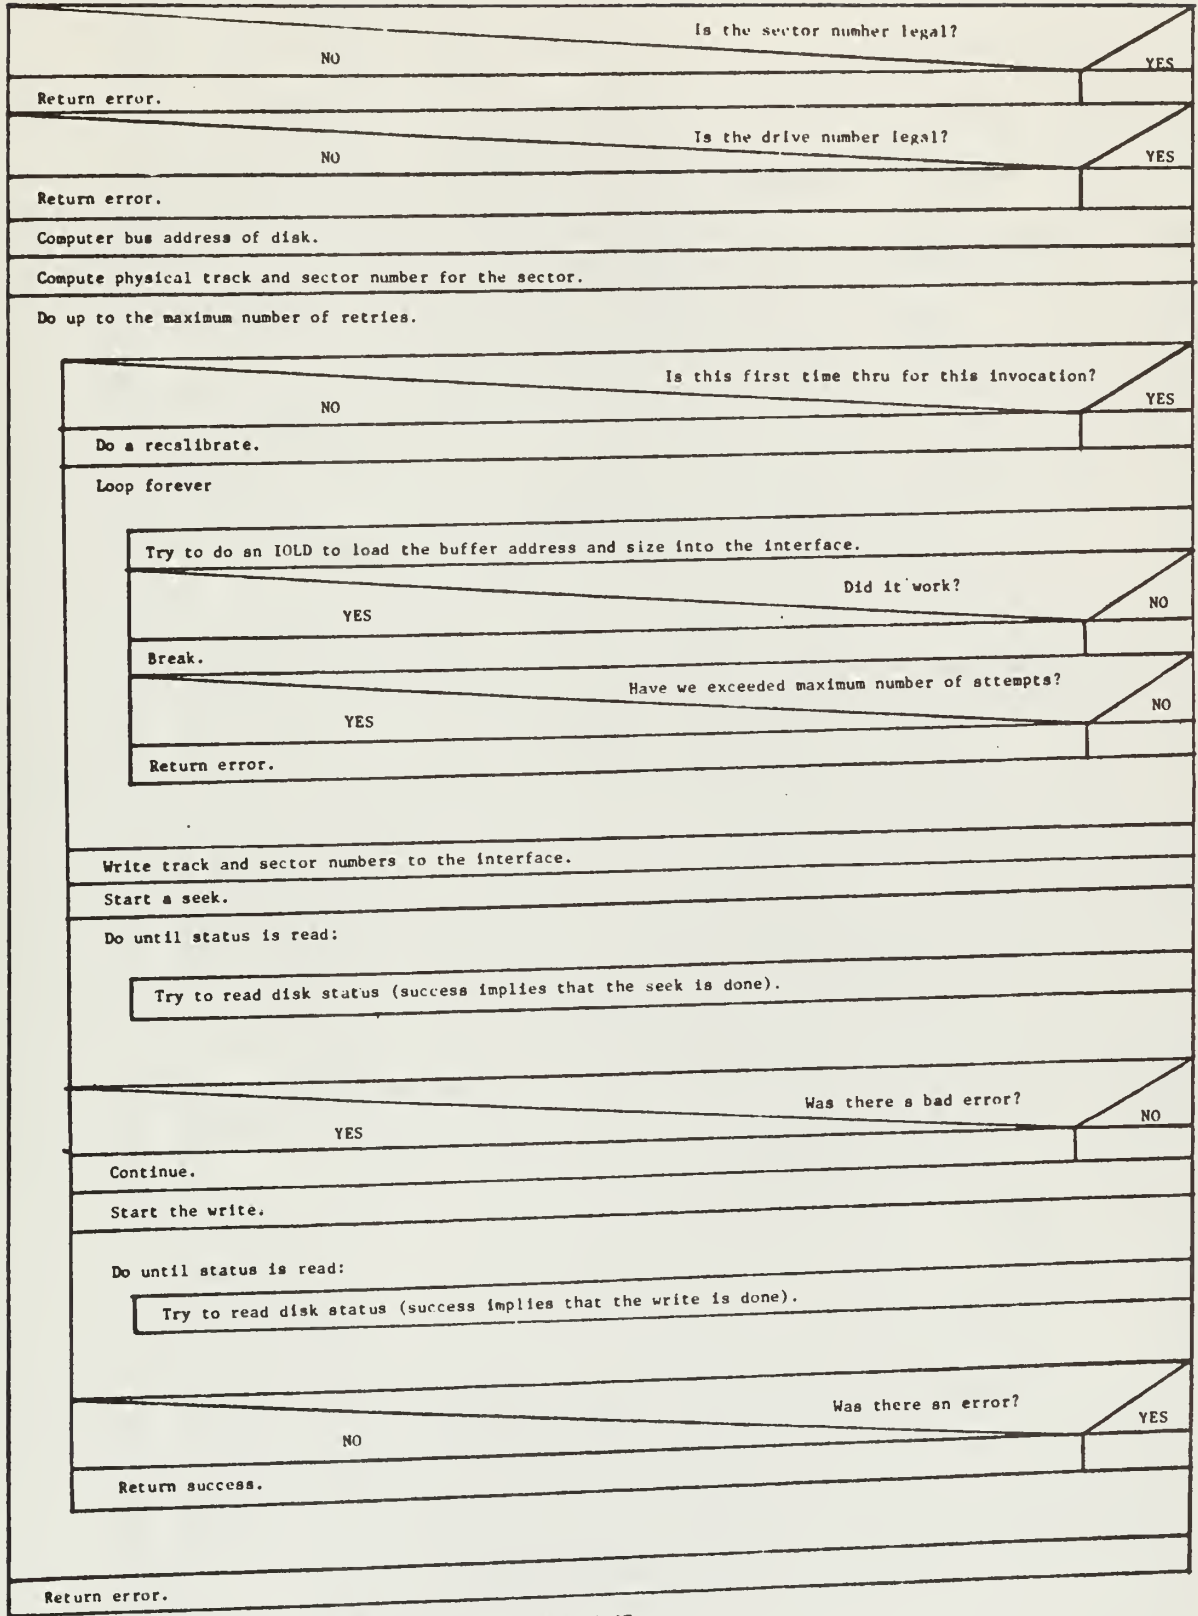 Is the sector number legal?
NO
YES
Return error.
Is the drive number legal?
NO
YES
Return error.
Computer bus address of disk.
Compute physical track and sector number for the sector.
Do up to the maximum number of retries.
Is this first time thru for this invocation?
NO
YES
Do a recalibrate.
Loop forever
Try to do an IOLD to load the buffer address and size into the interface.
Did it work?
YES
NO
Break.
Have we exceeded maximum number of attempts?
YES
NO
Return error.
Write track and sector numbers to the interface.
Start a seek.
Do until status is read:
Try to read disk status (success implies that the seek is done).
Was there a bad error?
YES
NO
Continue.
Start the write.
Do until status is read:
Try to read disk status (success implies that the write is done).
Was there an error?
NO
YES
Return success.
Return error.